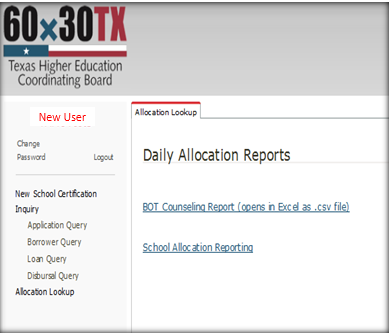 60x30TX
Texas Higher Education
Coordinating Board
New User
Change
Password Logout
New School Certification
Inquiry
Application Query
Borrower Query
Loan Query
Disbursal Query
Allocation Lookup
Allocation Lookup
Daily Allocation Reports
BOT Counseling Report (opens in Excel as .csv file)
School Allocation Reporting